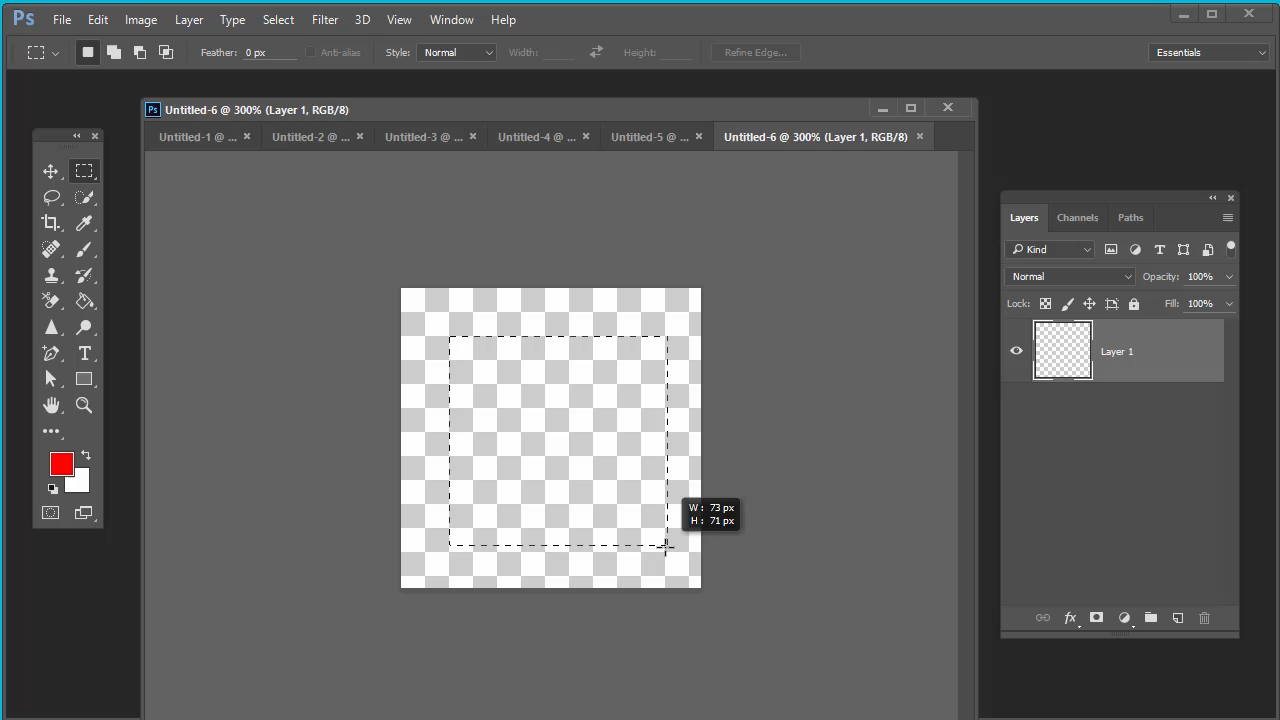 Ps File Edit Image Layer Type Select Filter 3D View Window Help
Feather: 0 px Anti-alias Style: Normal Width: Height: Refine Edge... Essentials
Ps Untitled-6 @ 300% (Layer 1, RGB/8)
Untitled-1 @ ... Untitled-2 @ ... Untitled-3 @ ... Untitled-4 @ ... Untitled-5 @ ... Untitled-6 @ 300% (Layer 1, RGB/8)
Layers Channels Paths
Kind
Normal Opacity: 100%
Lock: Fill: 100%
Layer 1
W : 73 px
H : 71 px
fx